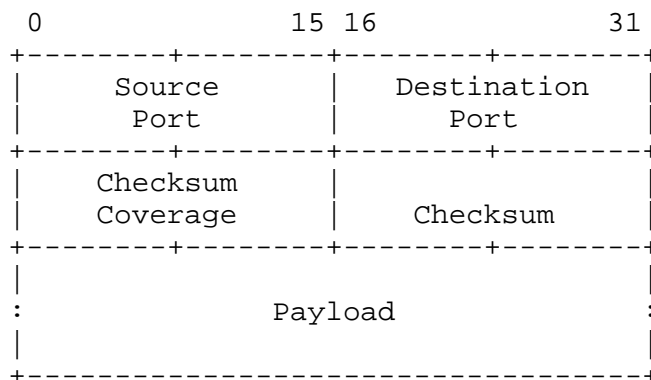 0 15 16 31
+--------+--------+--------+--------+
| Source | Destination |
| Port | Port |
+--------+--------+--------+--------+
| Checksum | |
| Coverage | Checksum |
+--------+--------+--------+--------+
| |
: Payload :
| |
+-----------------------------------+